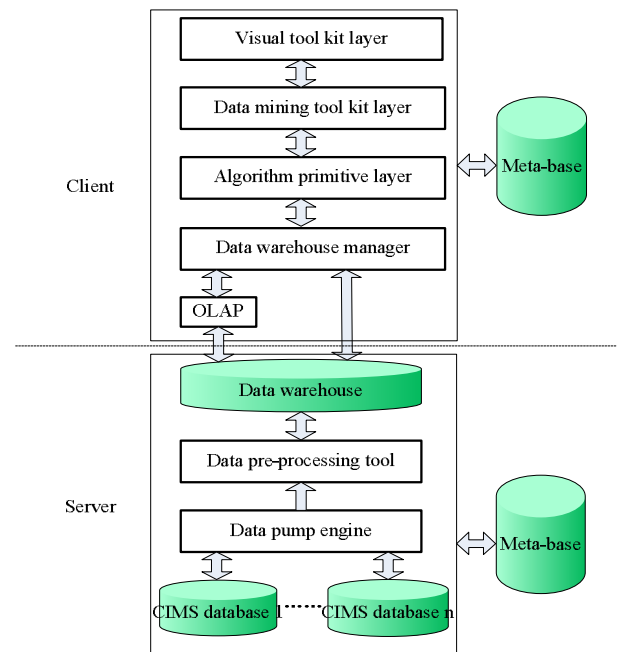 Visual tool kit layer
Data mining tool kit layer
Algorithm primitive layer
Client
Meta-base
Data warehouse manager
OLAP
Data warehouse
Data pre-processing tool
Server
Data pump engine
Meta-base
CIMS database 1
CIMS database n